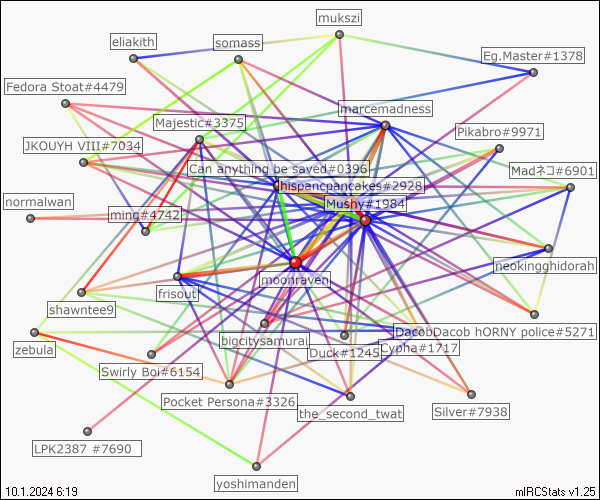 mukszi
eliakith
somass
Eg.Master#1378
Fedora Stoat#4479
marcemadness
Majestic#3375
Pikabro#9971
JKOUYH VIII#7034
Can anything be saved#0396
Madネコ#6901
hispancpancakes#2928
normalwan
Mushy#1984
ming#4742
neokingghidorah
moonraven
frisout
shawntee9
DacobDacob hORNY police#5271
bigcitysamurai
zebula
Duck#1245
Cypha#1717
Swirly Boi#6154
Pocket Persona#3326
the_second_twat
Silver#7938
LPK2387 #7690
yoshimanden
10.1.2024 6:19
mIRCStats v1.25